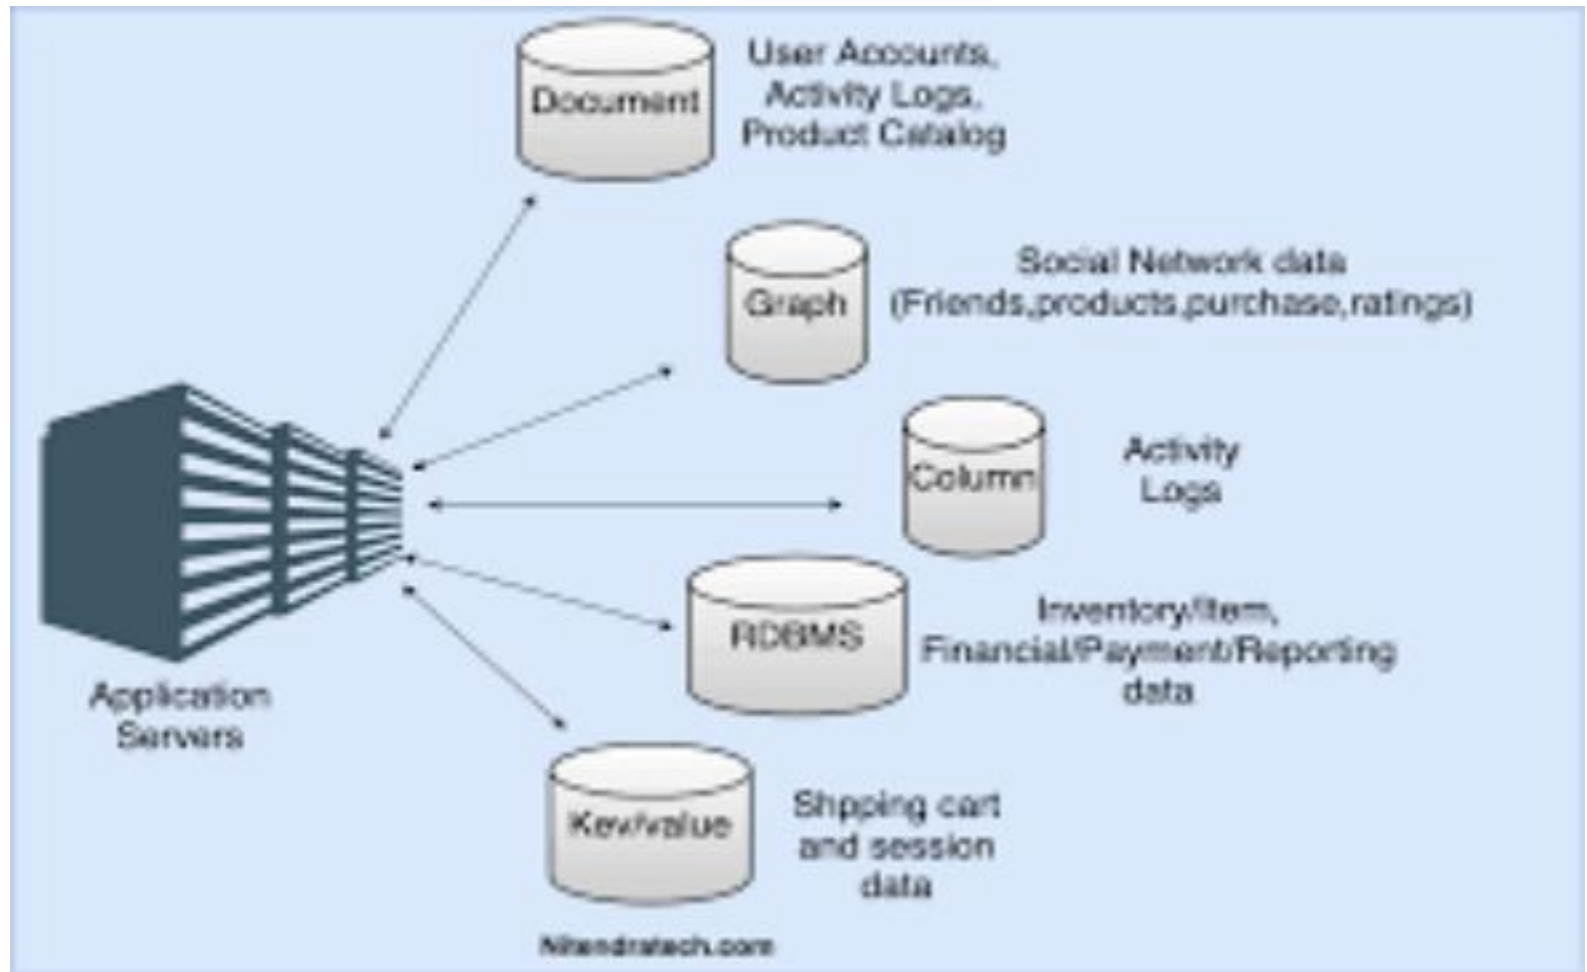 Document
User Accounts,
Activity Logs,
Product Catalog
Graph
Social Network data
(Friends,products,purchase,ratings)
Column
Activity
Logs
RDBMS
Inventory/Item,
Financial/Payment/Reporting
data
Application
Servers
Key/value
Shpping cart
and session
data
Nitendratech.com